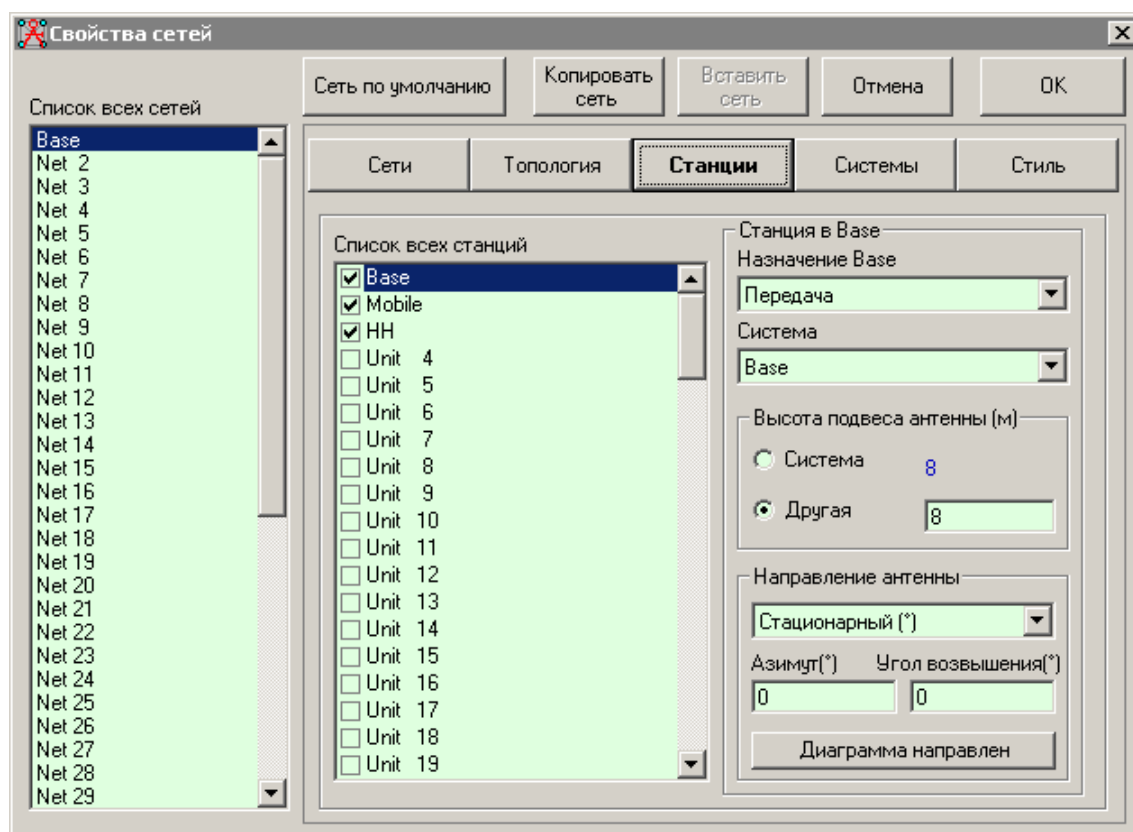 Свойства сетей
Сеть по умолчанию
Копировать
сеть
Вставить
сеть
Отмена
OK
Список всех сетей
Base
Net 2
Net 3
Net 4
Net 5
Net 6
Net 7
Net 8
Net 9
Net 10
Net 11
Net 12
Net 13
Net 14
Net 15
Net 16
Net 17
Net 18
Net 19
Net 20
Net 21
Net 22
Net 23
Net 24
Net 25
Net 26
Net 27
Net 28
Net 29
Сети
Топология
Станции
Системы
Стиль
Список всех станций
Base
Mobile
HH
Unit 4
Unit 5
Unit 6
Unit 7
Unit 8
Unit 9
Unit 10
Unit 11
Unit 12
Unit 13
Unit 14
Unit 15
Unit 16
Unit 17
Unit 18
Unit 19
Станция в Base
Назначение Base
Передача
Система
Base
Высота подвеса антенны (м)
Система 8
Другая 8
Направление антенны
Стационарный (°)
Азимут(°) Угол возвышения(°)
0 0
Диаграмма направлен